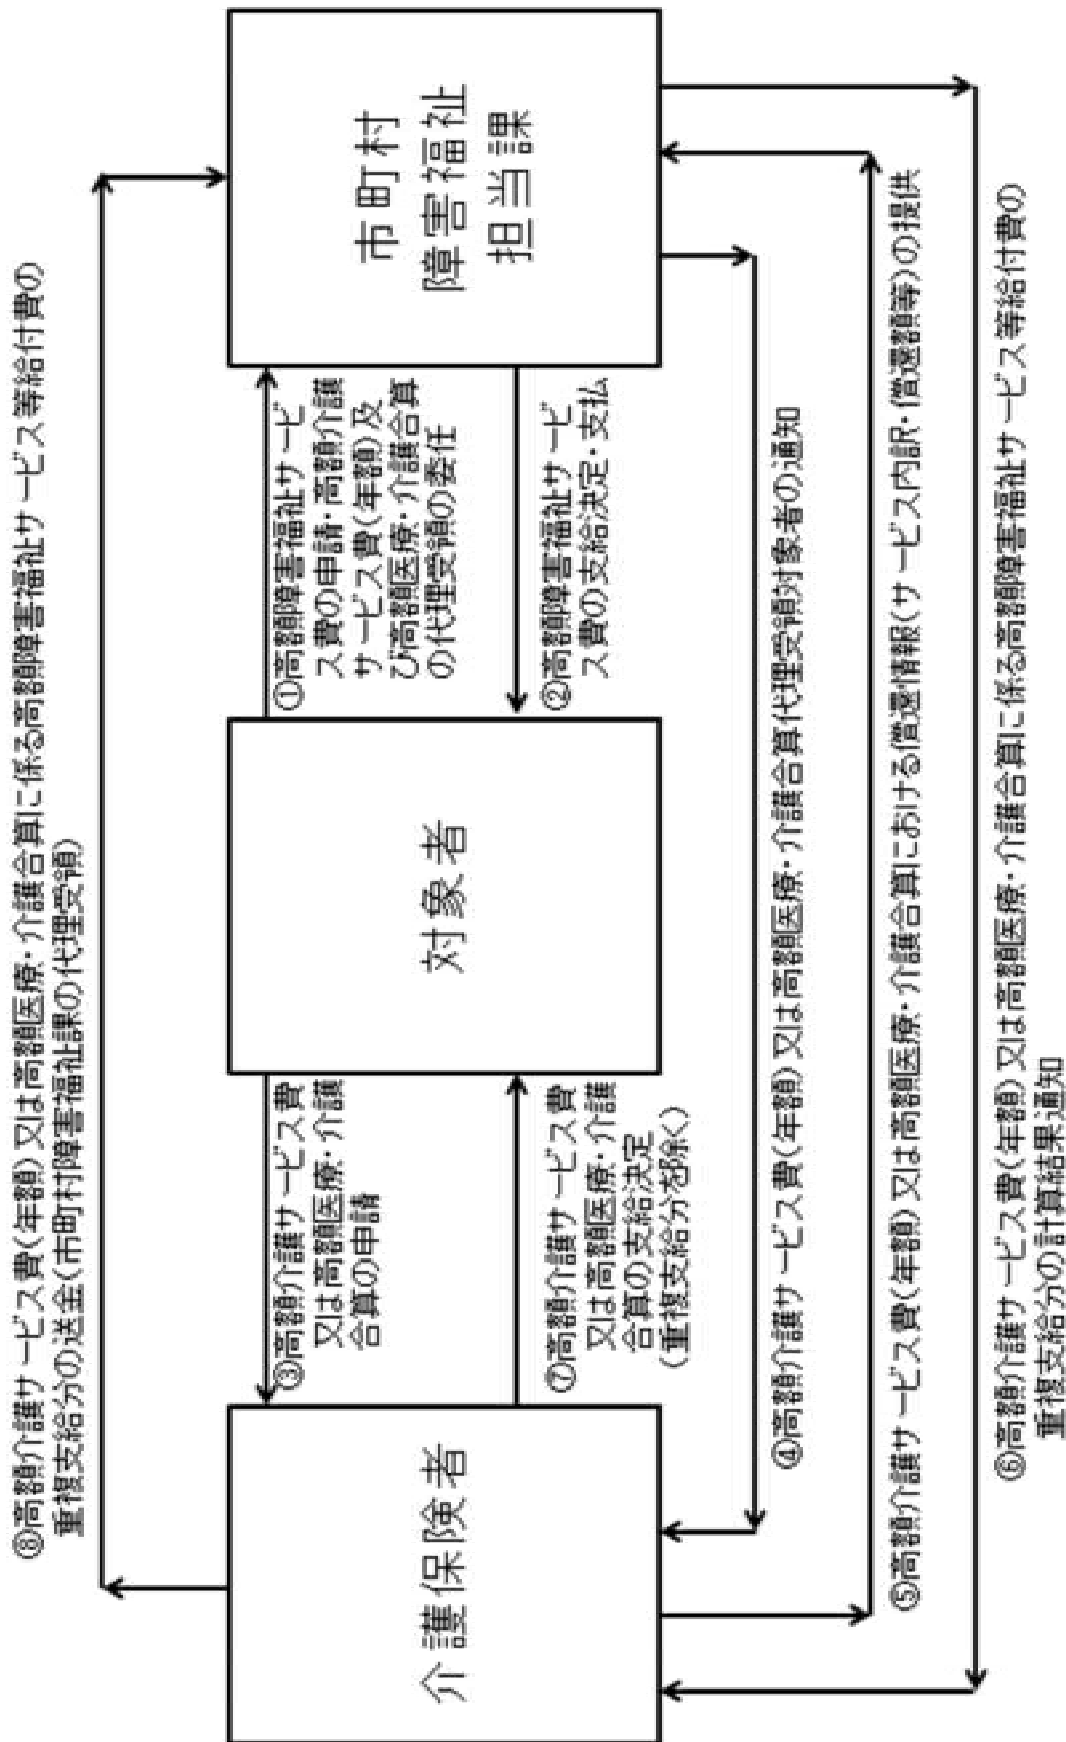 ⑧高額介護サービス費(年額)又は高額医療・介護合算に係る高額障害福祉サービス等給付費の
重複支給分の送金(市町村障害福祉課の代理受領)
介護保険者
③高額介護サービス費
又は高額医療・介護
合算の申請
⑦高額介護サービス費
又は高額医療・介護
合算の支給決定
(重複支給分を除く)
対象者
①高額障害福祉サービ
ス費の申請・高額介護
サービス費(年額)及
び高額医療・介護合算
の代理受領の委任
②高額障害福祉サービ
ス費の支給決定・支払
市町村
障害福祉
担当課
④高額介護サービス費(年額)又は高額医療・介護合算代理受領対象者の通知
⑤高額介護サービス費(年額)又は高額医療・介護合算における償還情報(サービス内訳・償還額等)の提供
⑥高額介護サービス費(年額)又は高額医療・介護合算に係る高額障害福祉サービス等給付費の
重複支給分の計算結果通知